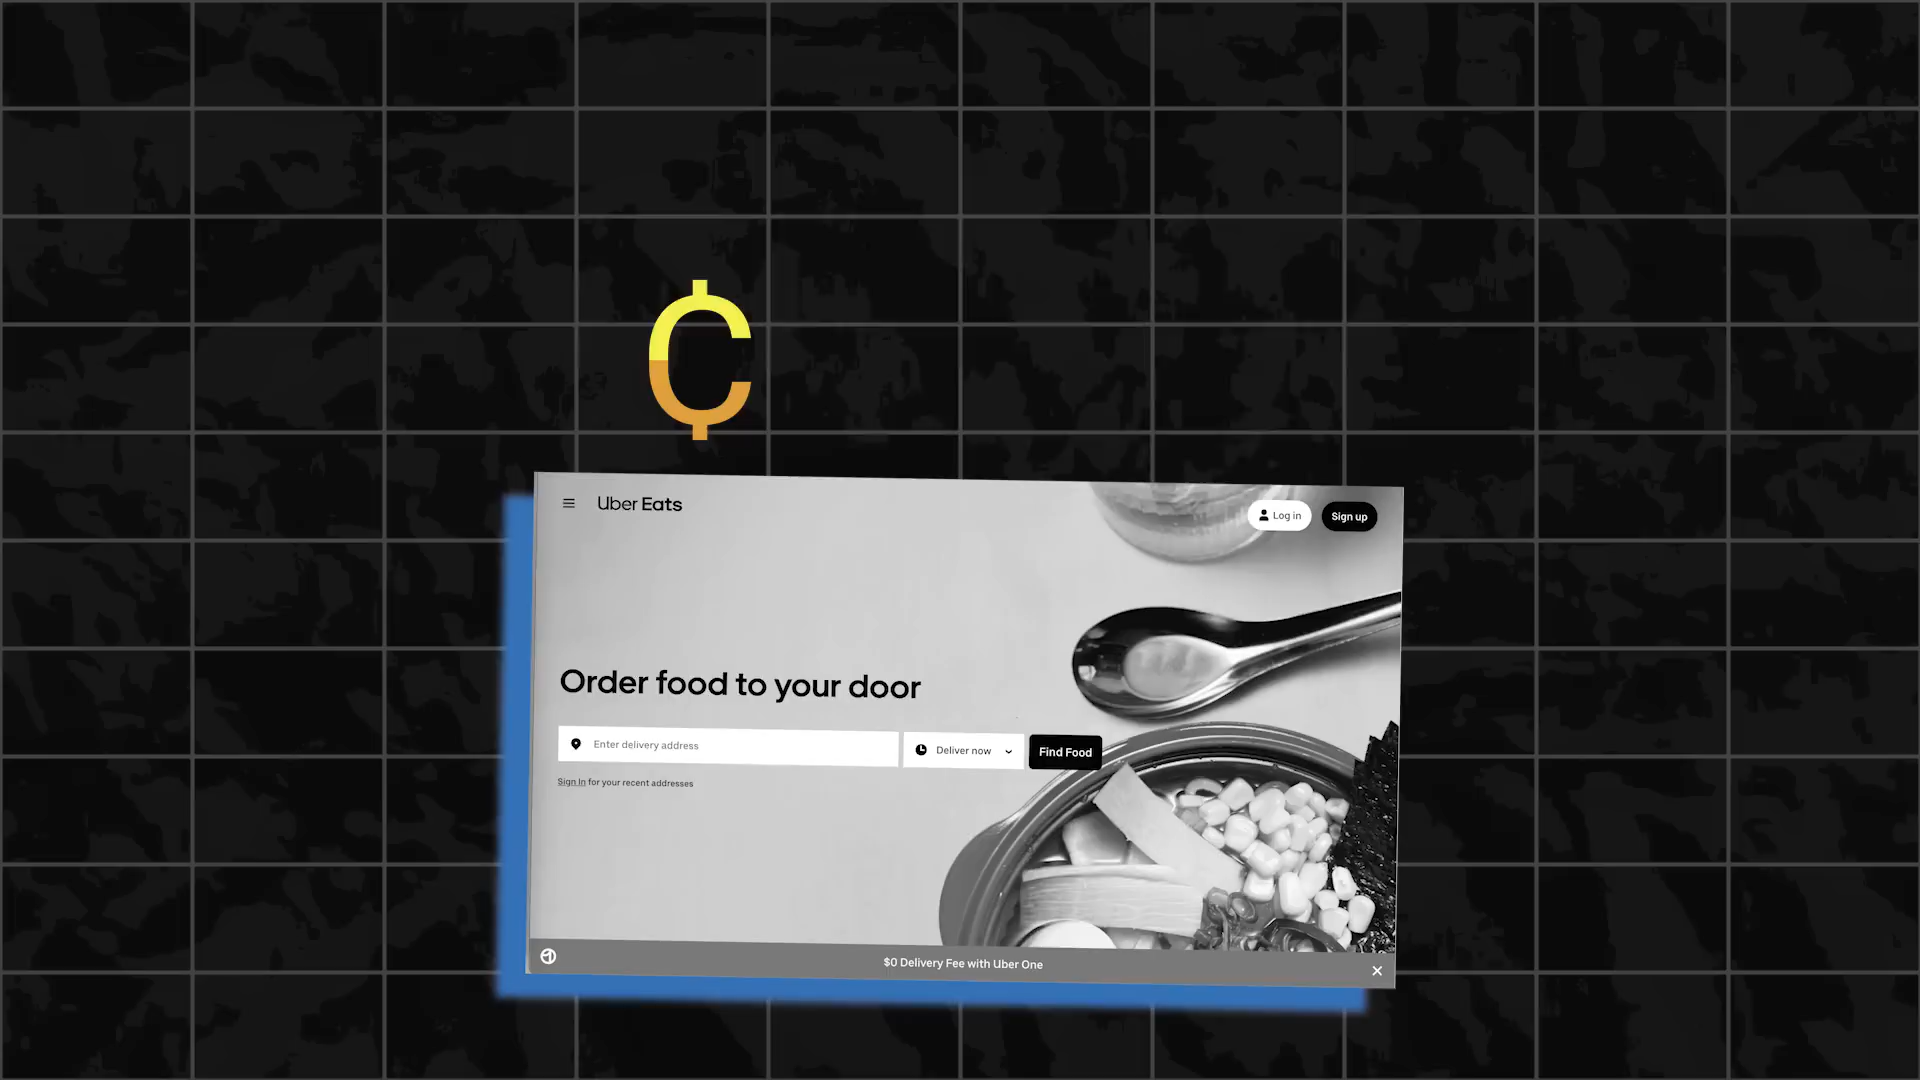 ¢
Uber Eats
Log in
Sign up
Order food to your door
Enter delivery address
Deliver now
Find Food
Sign In for your recent addresses
$0 Delivery Fee with Uber One